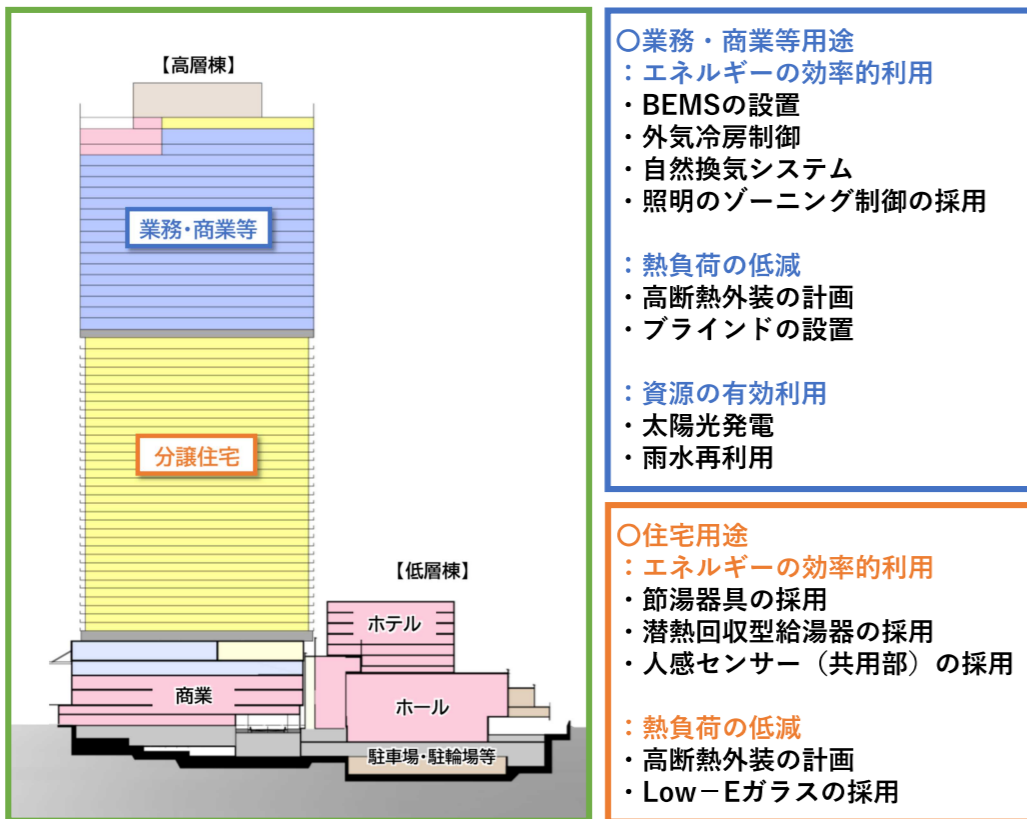 【高層棟】
業務・商業等
分譲住宅
【低層棟】
ホテル
商業
ホール
駐車場・駐輪場等
〇業務・商業等用途
：エネルギーの効率的利用
・BEMSの設置
・外気冷房制御
・自然換気システム
・照明のゾーニング制御の採用
：熱負荷の低減
・高断熱外装の計画
・ブラインドの設置
：資源の有効利用
・太陽光発電
・雨水再利用
〇住宅用途
：エネルギーの効率的利用
・節湯器具の採用
・潜熱回収型給湯器の採用
・人感センサー（共用部）の採用
：熱負荷の低減
・高断熱外装の計画
・Low－Eガラスの採用